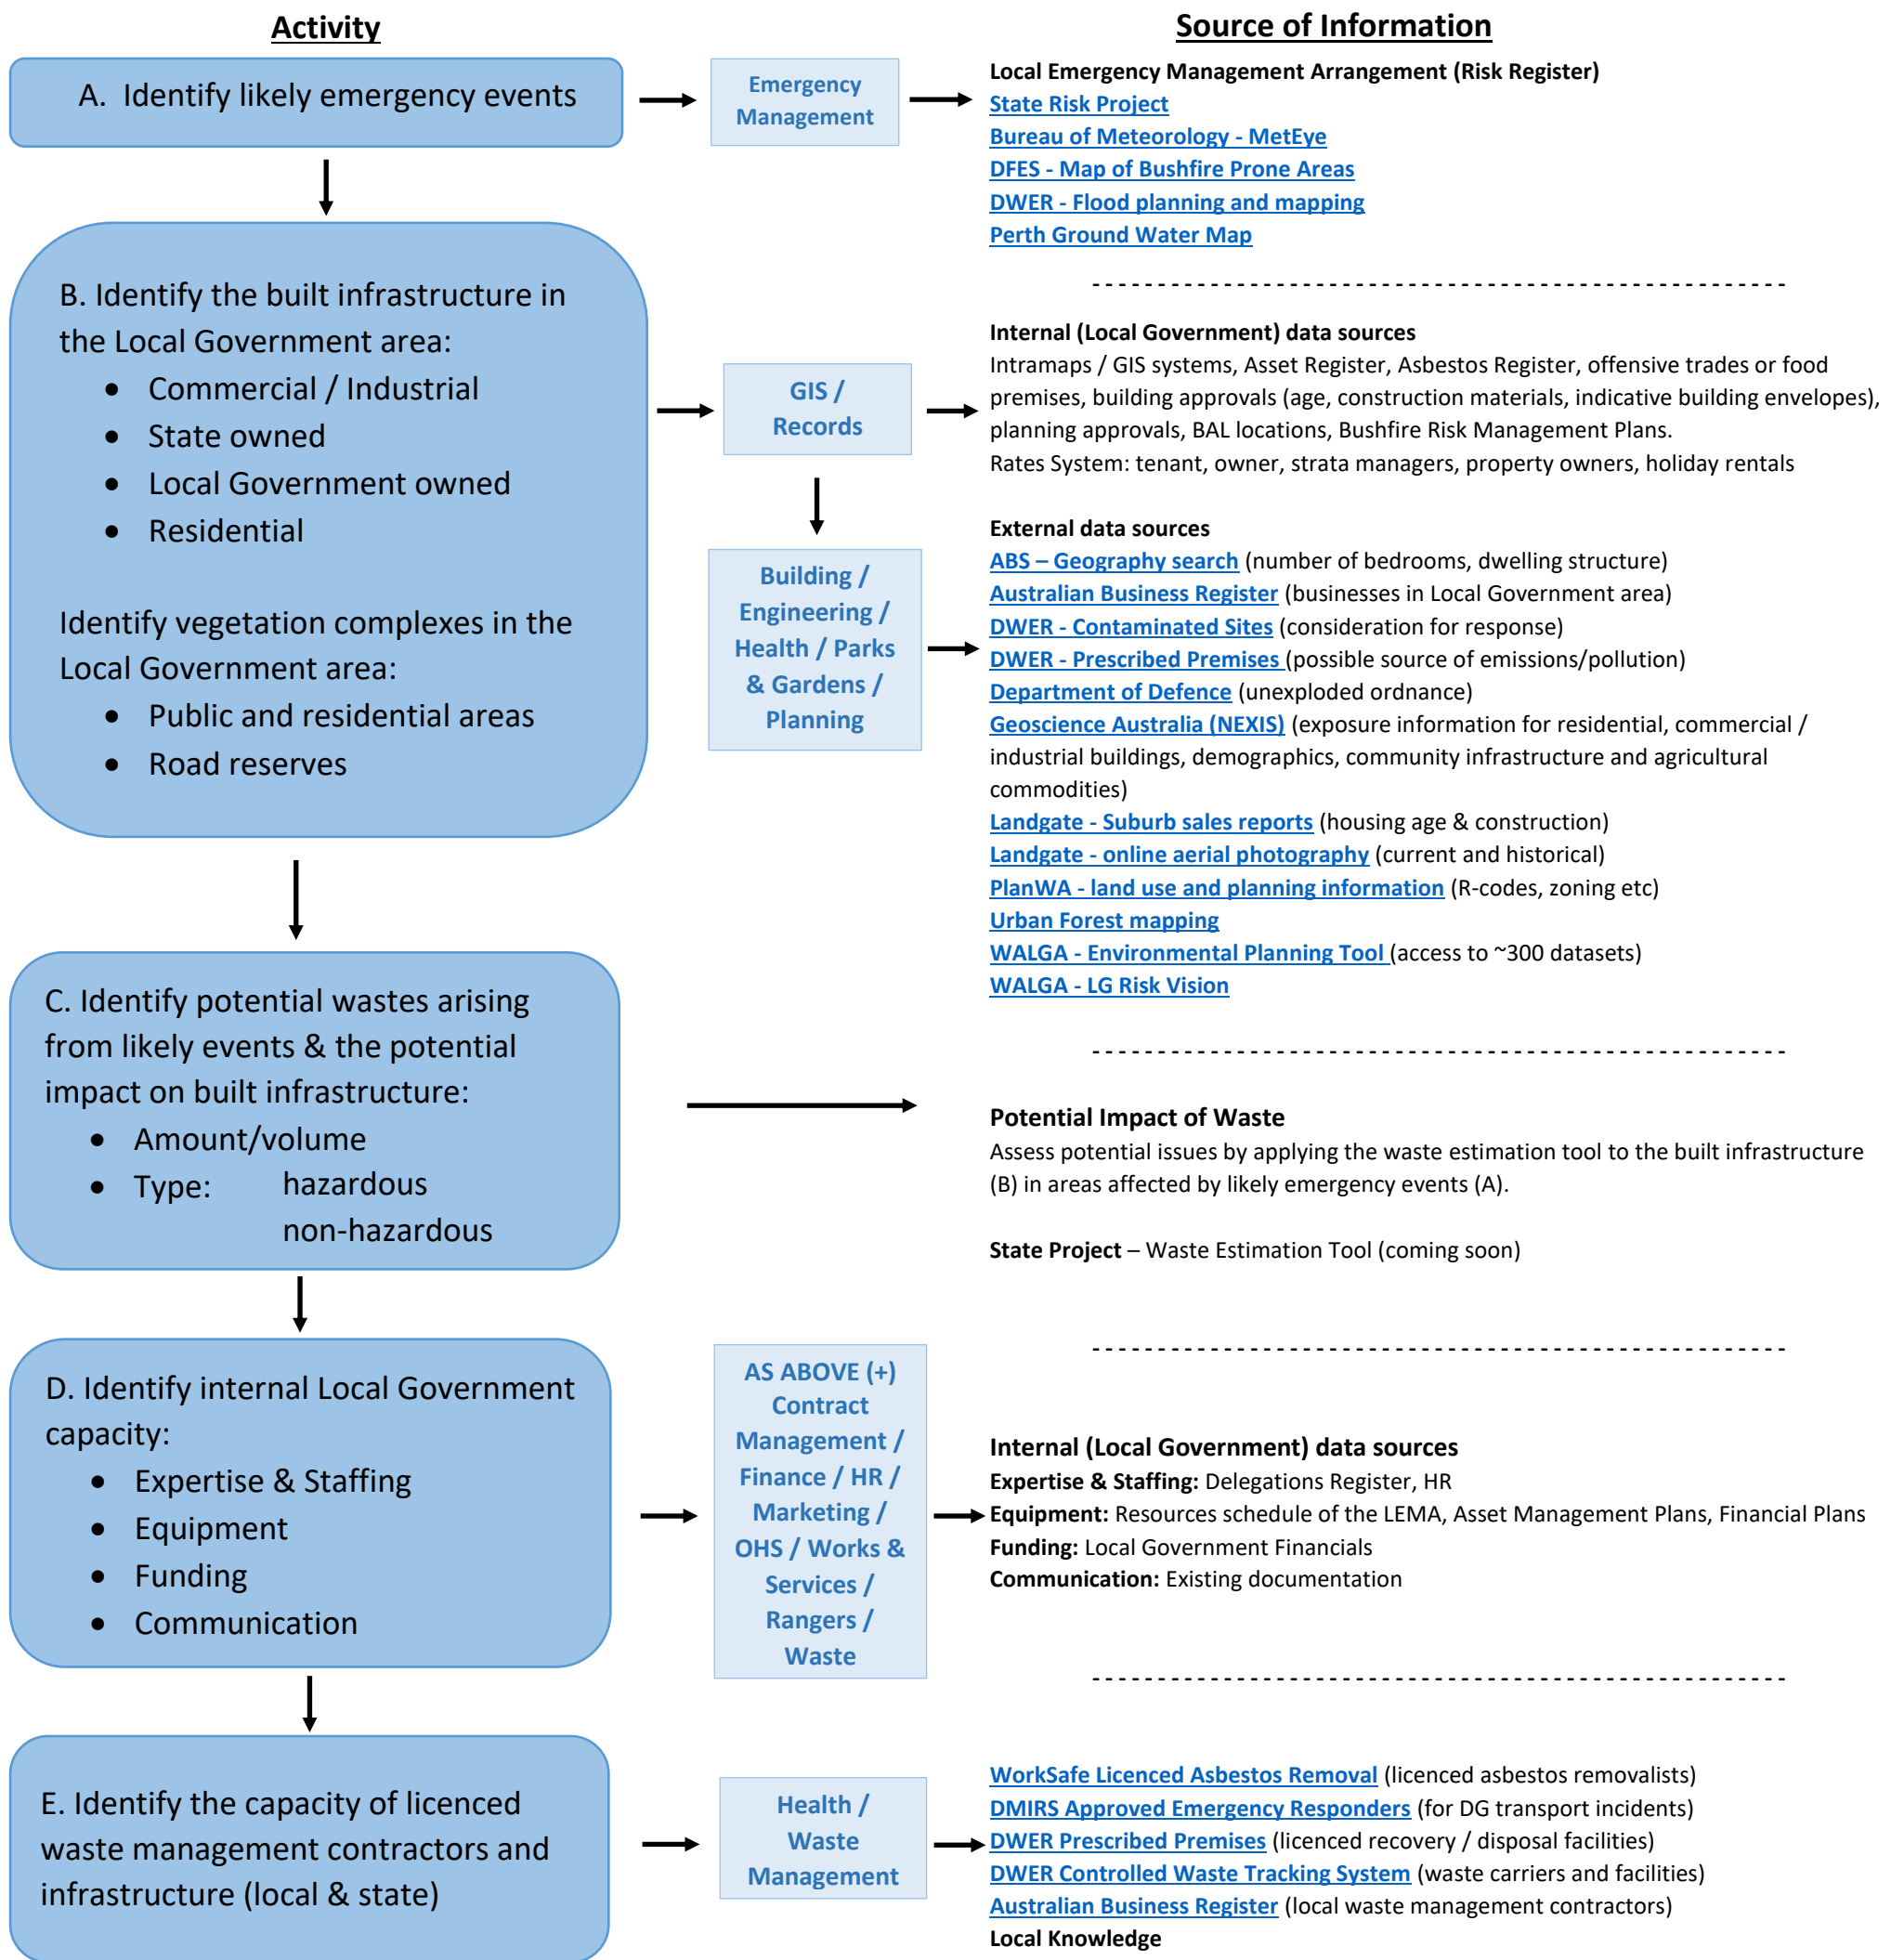 Activity
Source of Information
A. Identify likely emergency events
Emergency
Management
Local Emergency Management Arrangement (Risk Register)
State Risk Project
Bureau of Meteorology - MetEye
DFES - Map of Bushfire Prone Areas
DWER - Flood planning and mapping
Perth Ground Water Map
B. Identify the built infrastructure in
the Local Government area:
• Commercial / Industrial
• State owned
• Local Government owned
• Residential
Identify vegetation complexes in the
Local Government area:
• Public and residential areas
• Road reserves
GIS /
Records
Building /
Engineering /
Health / Parks
& Gardens /
Planning
Internal (Local Government) data sources
Intramaps / GIS systems, Asset Register, Asbestos Register, offensive trades or food
premises, building approvals (age, construction materials, indicative building envelopes),
planning approvals, BAL locations, Bushfire Risk Management Plans.
Rates System: tenant, owner, strata managers, property owners, holiday rentals
External data sources
ABS – Geography search (number of bedrooms, dwelling structure)
Australian Business Register (businesses in Local Government area)
DWER - Contaminated Sites (consideration for response)
DWER - Prescribed Premises (possible source of emissions/pollution)
Department of Defence (unexploded ordnance)
Geoscience Australia (NEXIS) (exposure information for residential, commercial /
industrial buildings, demographics, community infrastructure and agricultural
commodities)
Landgate - Suburb sales reports (housing age & construction)
Landgate - online aerial photography (current and historical)
PlanWA - land use and planning information (R-codes, zoning etc)
Urban Forest mapping
WALGA - Environmental Planning Tool (access to ~300 datasets)
WALGA - LG Risk Vision
C. Identify potential wastes arising
from likely events & the potential
impact on built infrastructure:
• Amount/volume
• Type: hazardous
non-hazardous
Potential Impact of Waste
Assess potential issues by applying the waste estimation tool to the built infrastructure
(B) in areas affected by likely emergency events (A).
State Project – Waste Estimation Tool (coming soon)
D. Identify internal Local Government
capacity:
• Expertise & Staffing
• Equipment
• Funding
• Communication
AS ABOVE (+)
Contract
Management /
Finance / HR /
Marketing /
OHS / Works &
Services /
Rangers /
Waste
Internal (Local Government) data sources
Expertise & Staffing: Delegations Register, HR
Equipment: Resources schedule of the LEMA, Asset Management Plans, Financial Plans
Funding: Local Government Financials
Communication: Existing documentation
E. Identify the capacity of licenced
waste management contractors and
infrastructure (local & state)
Health /
Waste
Management
WorkSafe Licenced Asbestos Removal (licenced asbestos removalists)
DMIRS Approved Emergency Responders (for DG transport incidents)
DWER Prescribed Premises (licenced recovery / disposal facilities)
DWER Controlled Waste Tracking System (waste carriers and facilities)
Australian Business Register (local waste management contractors)
Local Knowledge